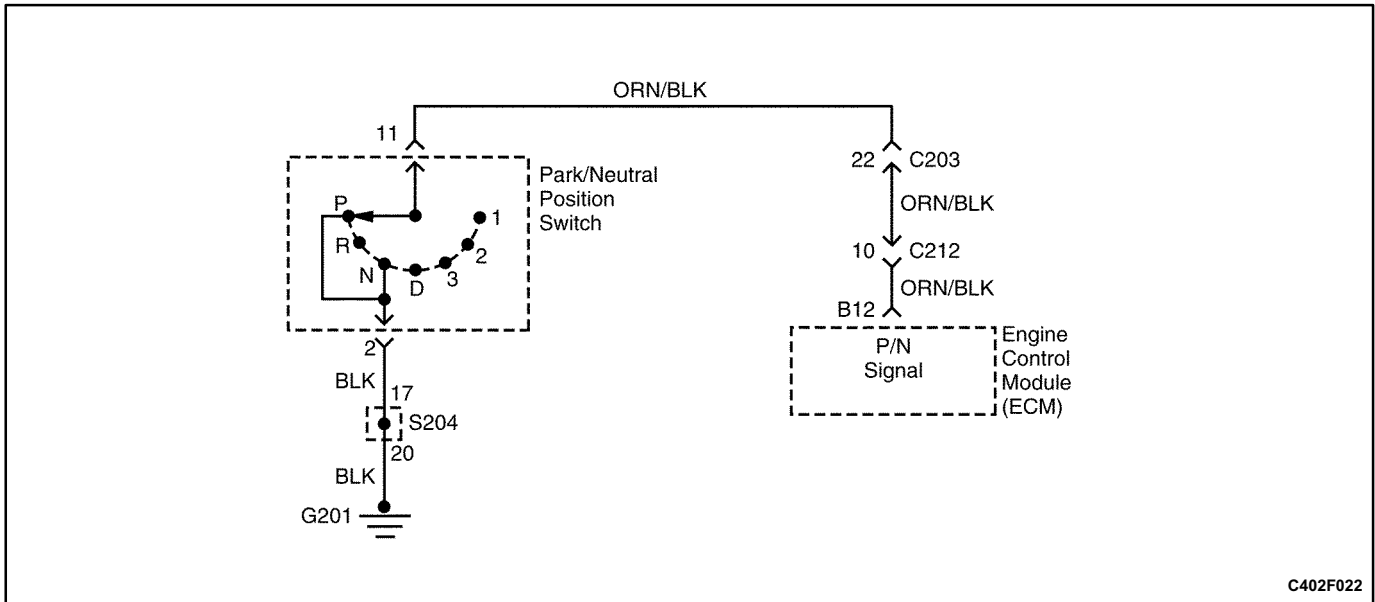 ORN/BLK
11
Park/Neutral
Position
Switch
P
R
N
D
3
2
1
2
BLK
17
S204
20
BLK
G201
22 C203
ORN/BLK
10 C212
ORN/BLK
B12
P/N
Signal
Engine
Control
Module
(ECM)
C402F022